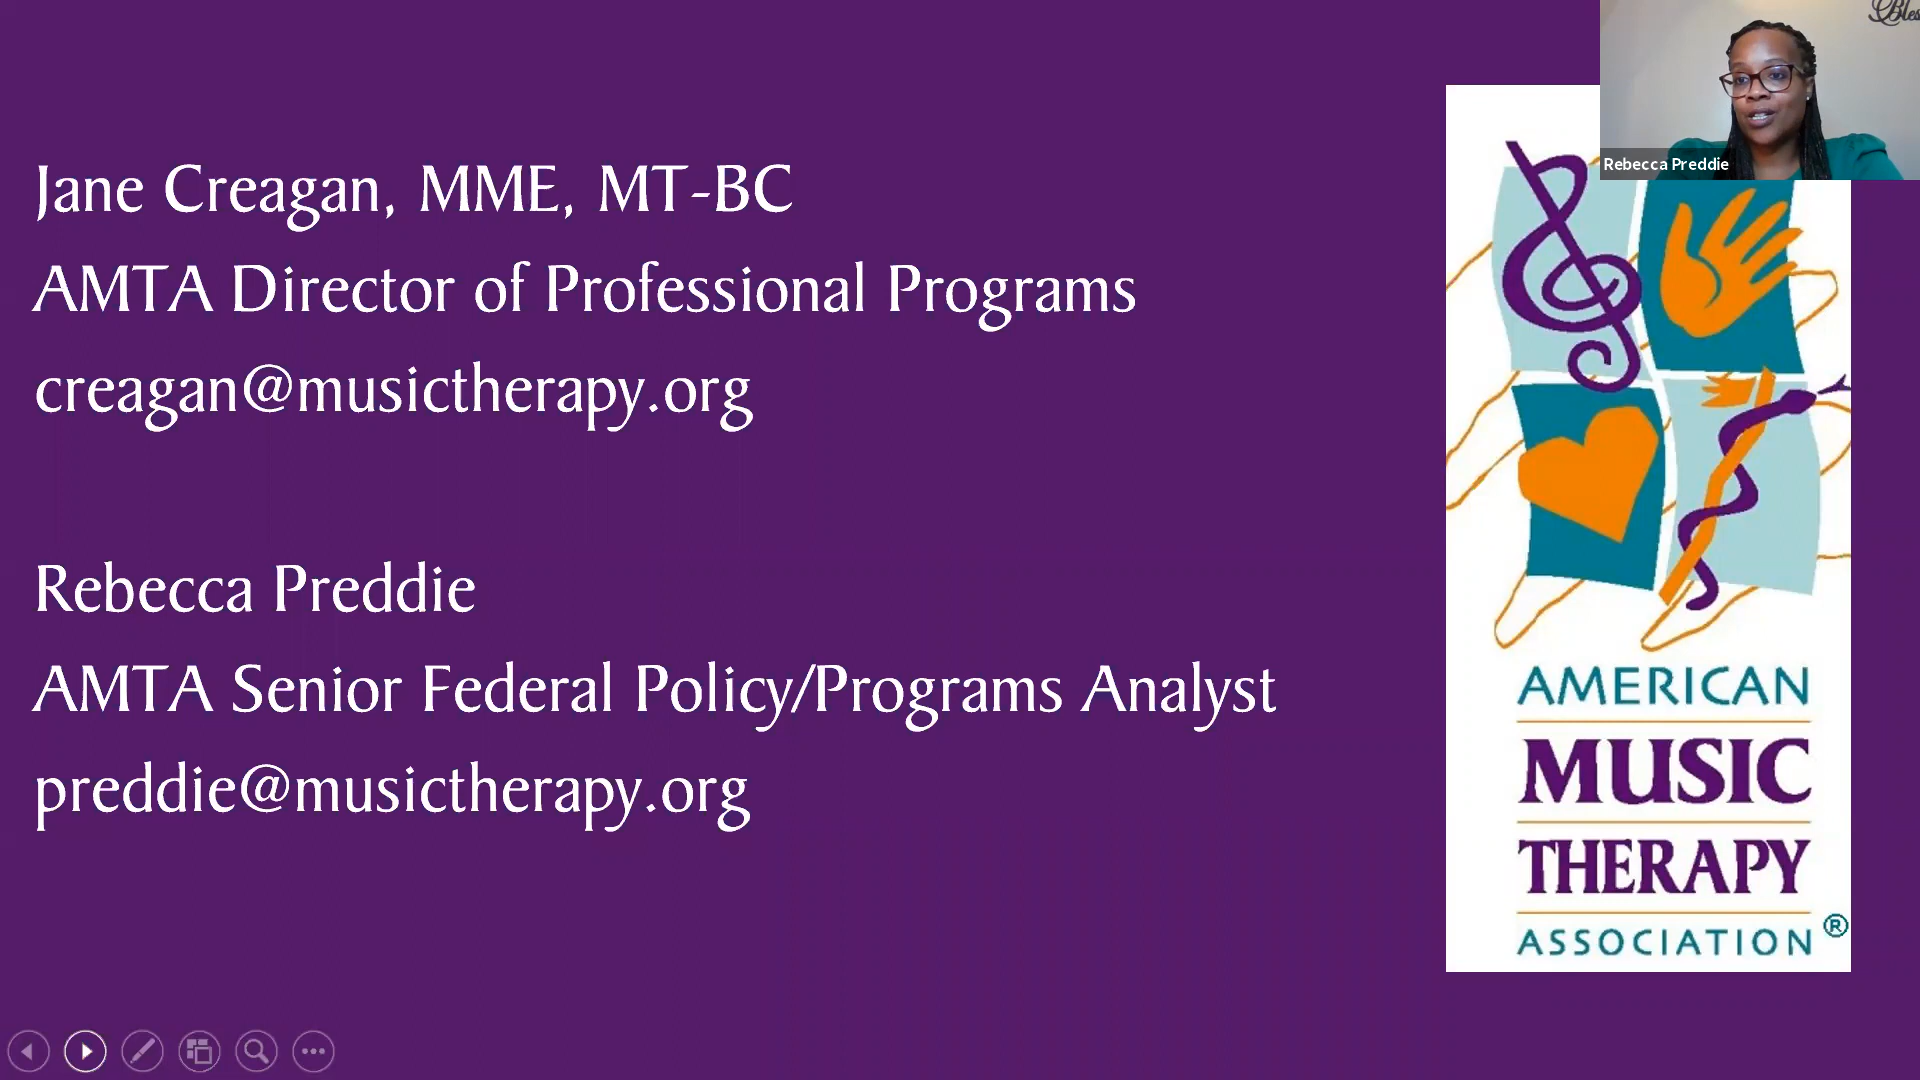 Jane Creagan, MME, MT-BC
AMTA Director of Professional Programs
creagan@musictherapy.org
Rebecca Preddie
AMTA Senior Federal Policy/Programs Analyst
preddie@musictherapy.org
Rebecca Preddie
AMERICAN
MUSIC
THERAPY
ASSOCIATION ®